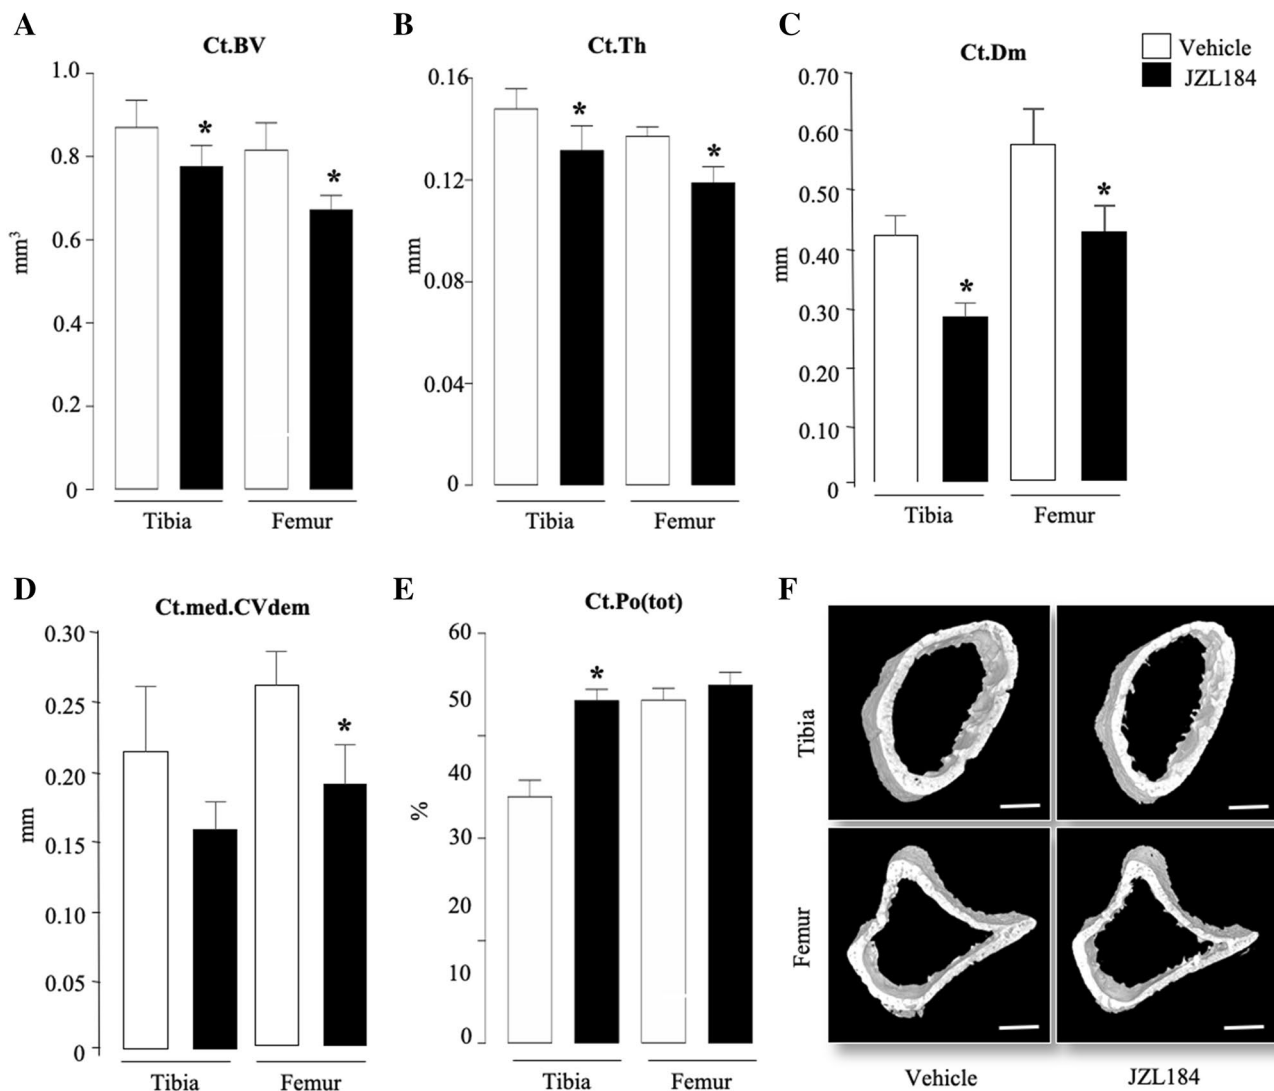 A
Ct.BV
1.0
0.8
0.6
0.4
0.2
0
mm³
Tibia
Femur
B
Ct.Th
0.16
0.12
0.08
0.04
0
mm
*
*
Tibia
Femur
C
Ct.Dm
Vehicle
JZL184
0.70
0.60
0.50
0.40
0.30
0.20
0.10
0
mm
*
*
Tibia
Femur
D
Ct.med.CVdem
0.30
0.25
0.20
0.15
0.10
0.05
0
mm
*
Tibia
Femur
E
Ct.Po(tot)
60
50
40
30
20
10
0
%
*
Tibia
Femur
F
Tibia
Femur
Vehicle
JZL184